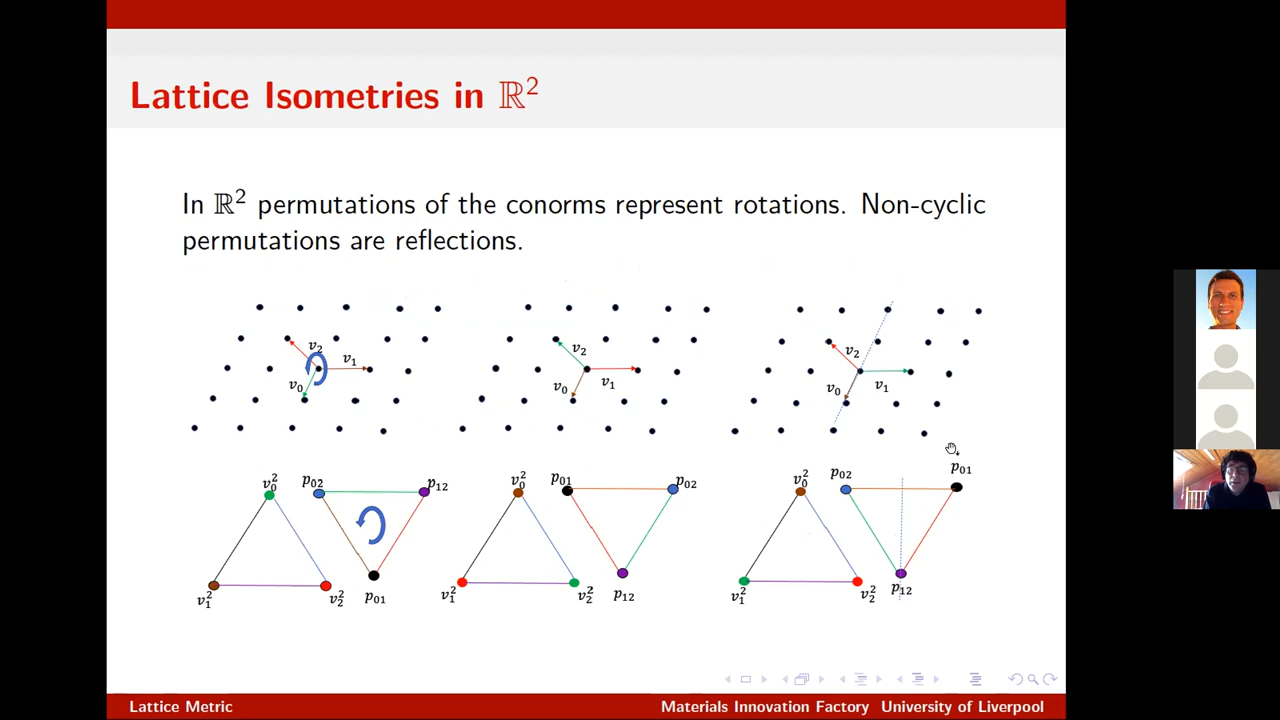 Lattice Isometries in ℝ²
In ℝ² permutations of the conorms represent rotations. Non-cyclic
permutations are reflections.
v₂ v₁ v₀
v₂ v₀ v₁
v₂ v₀ v₁
v₀² p₀₂ p₁₂ v₁² v₂² p₀₁
v₀² p₀₁ p₀₂ v₁² v₂² p₁₂
v₀² p₀₂ p₀₁ v₁² v₂² p₁₂
Lattice Metric Materials Innovation Factory University of Liverpool